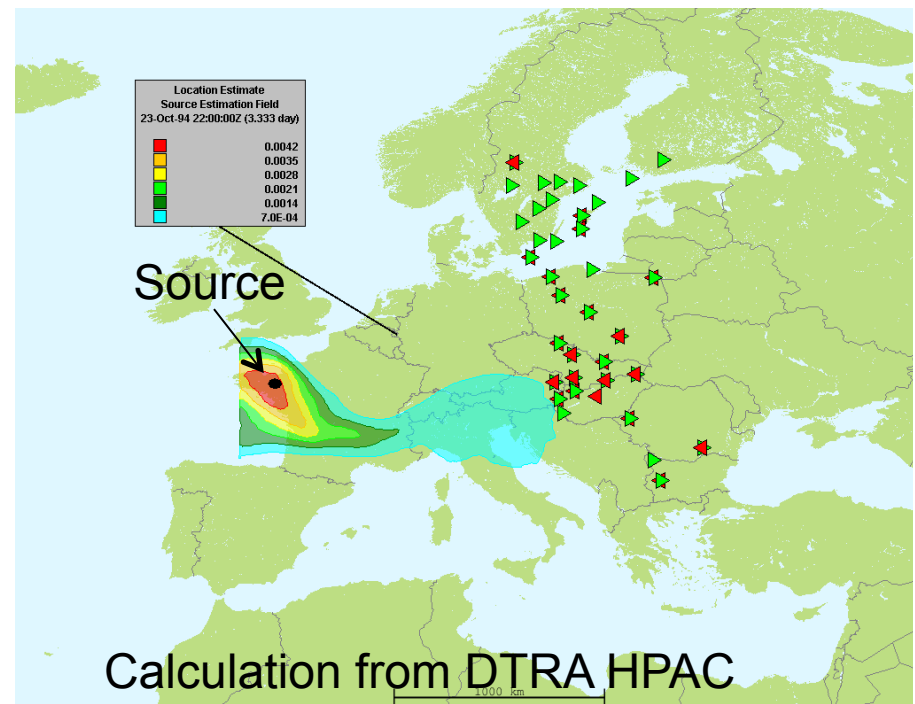 Location Estimate
Source Estimation Field
23-Oct-94 22:00:00Z (3.333 day)
0.0042
0.0035
0.0028
0.0021
0.0014
7.0E-04
Source
Calculation from DTRA HPAC
1000 km